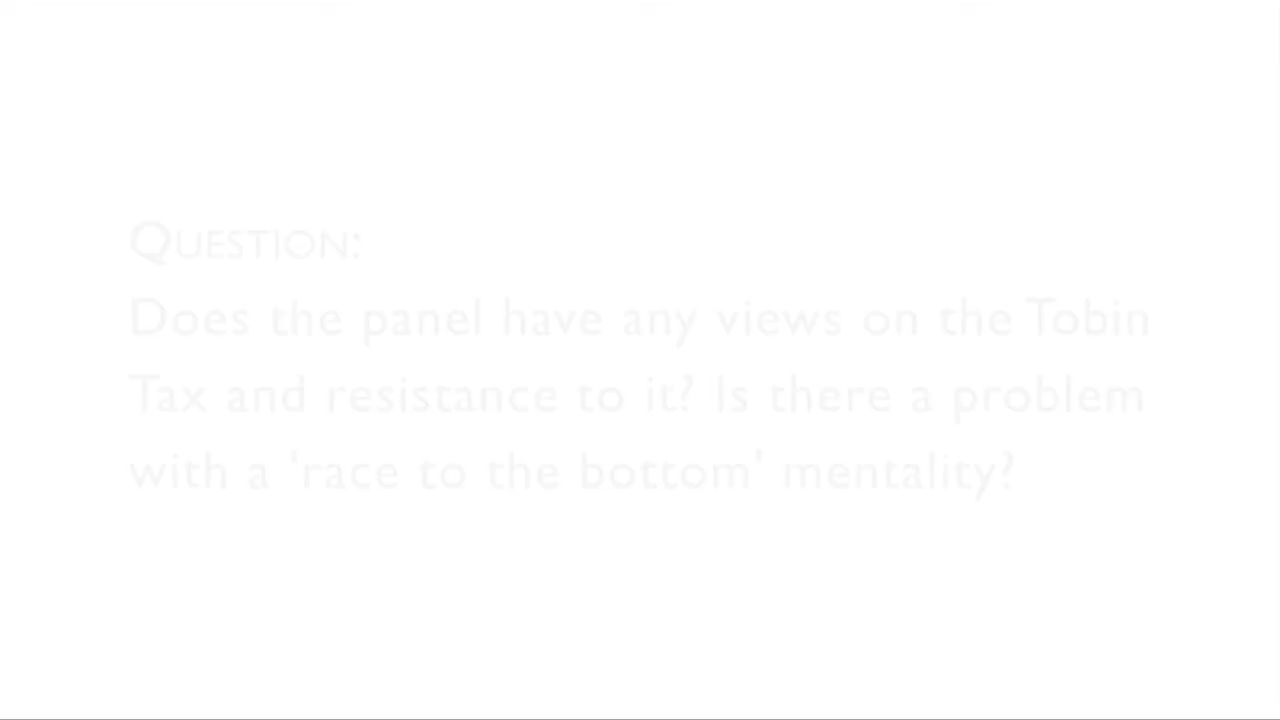 QUESTION:
Does the panel have any views on the Tobin
Tax and resistance to it? Is there a problem
with a ‘race to the bottom’ mentality?